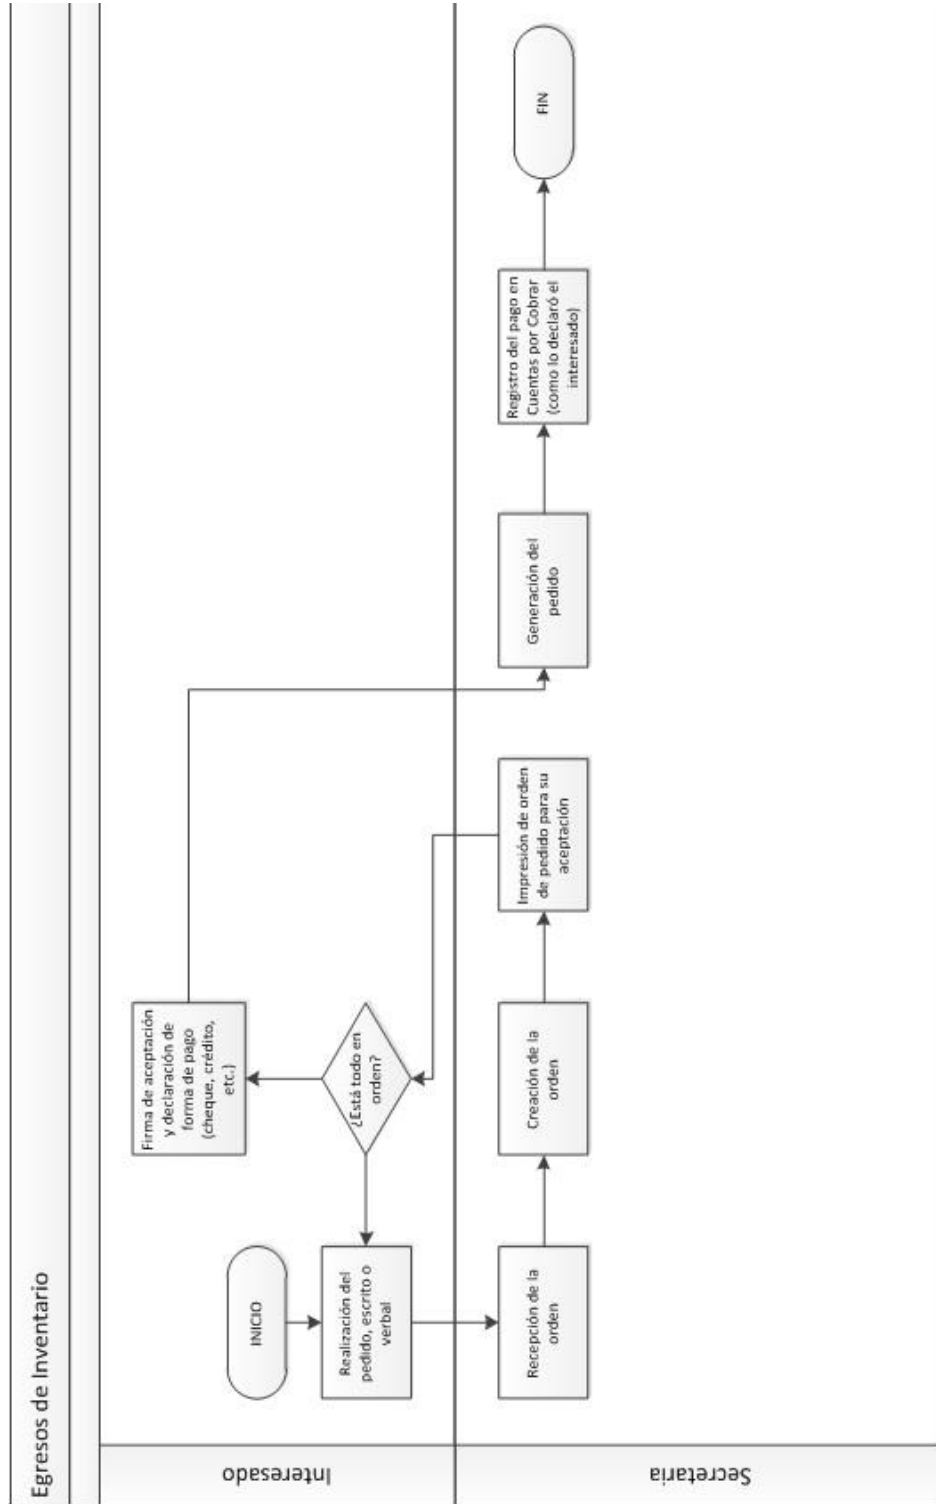 Egresos de Inventario
Interesado
INICIO
Realización del
pedido, escrito o
verbal
¿Está todo en
orden?
Firma de aceptación
y declaración de
forma de pago
(cheque, crédito,
etc.)
Secretaria
Recepción de la
orden
Creación de la
orden
Impresión de orden
de pedido para su
aceptación
Generación del
pedido
Registro del pago en
Cuentas por Cobrar
(como lo declaró el
interesado)
FIN